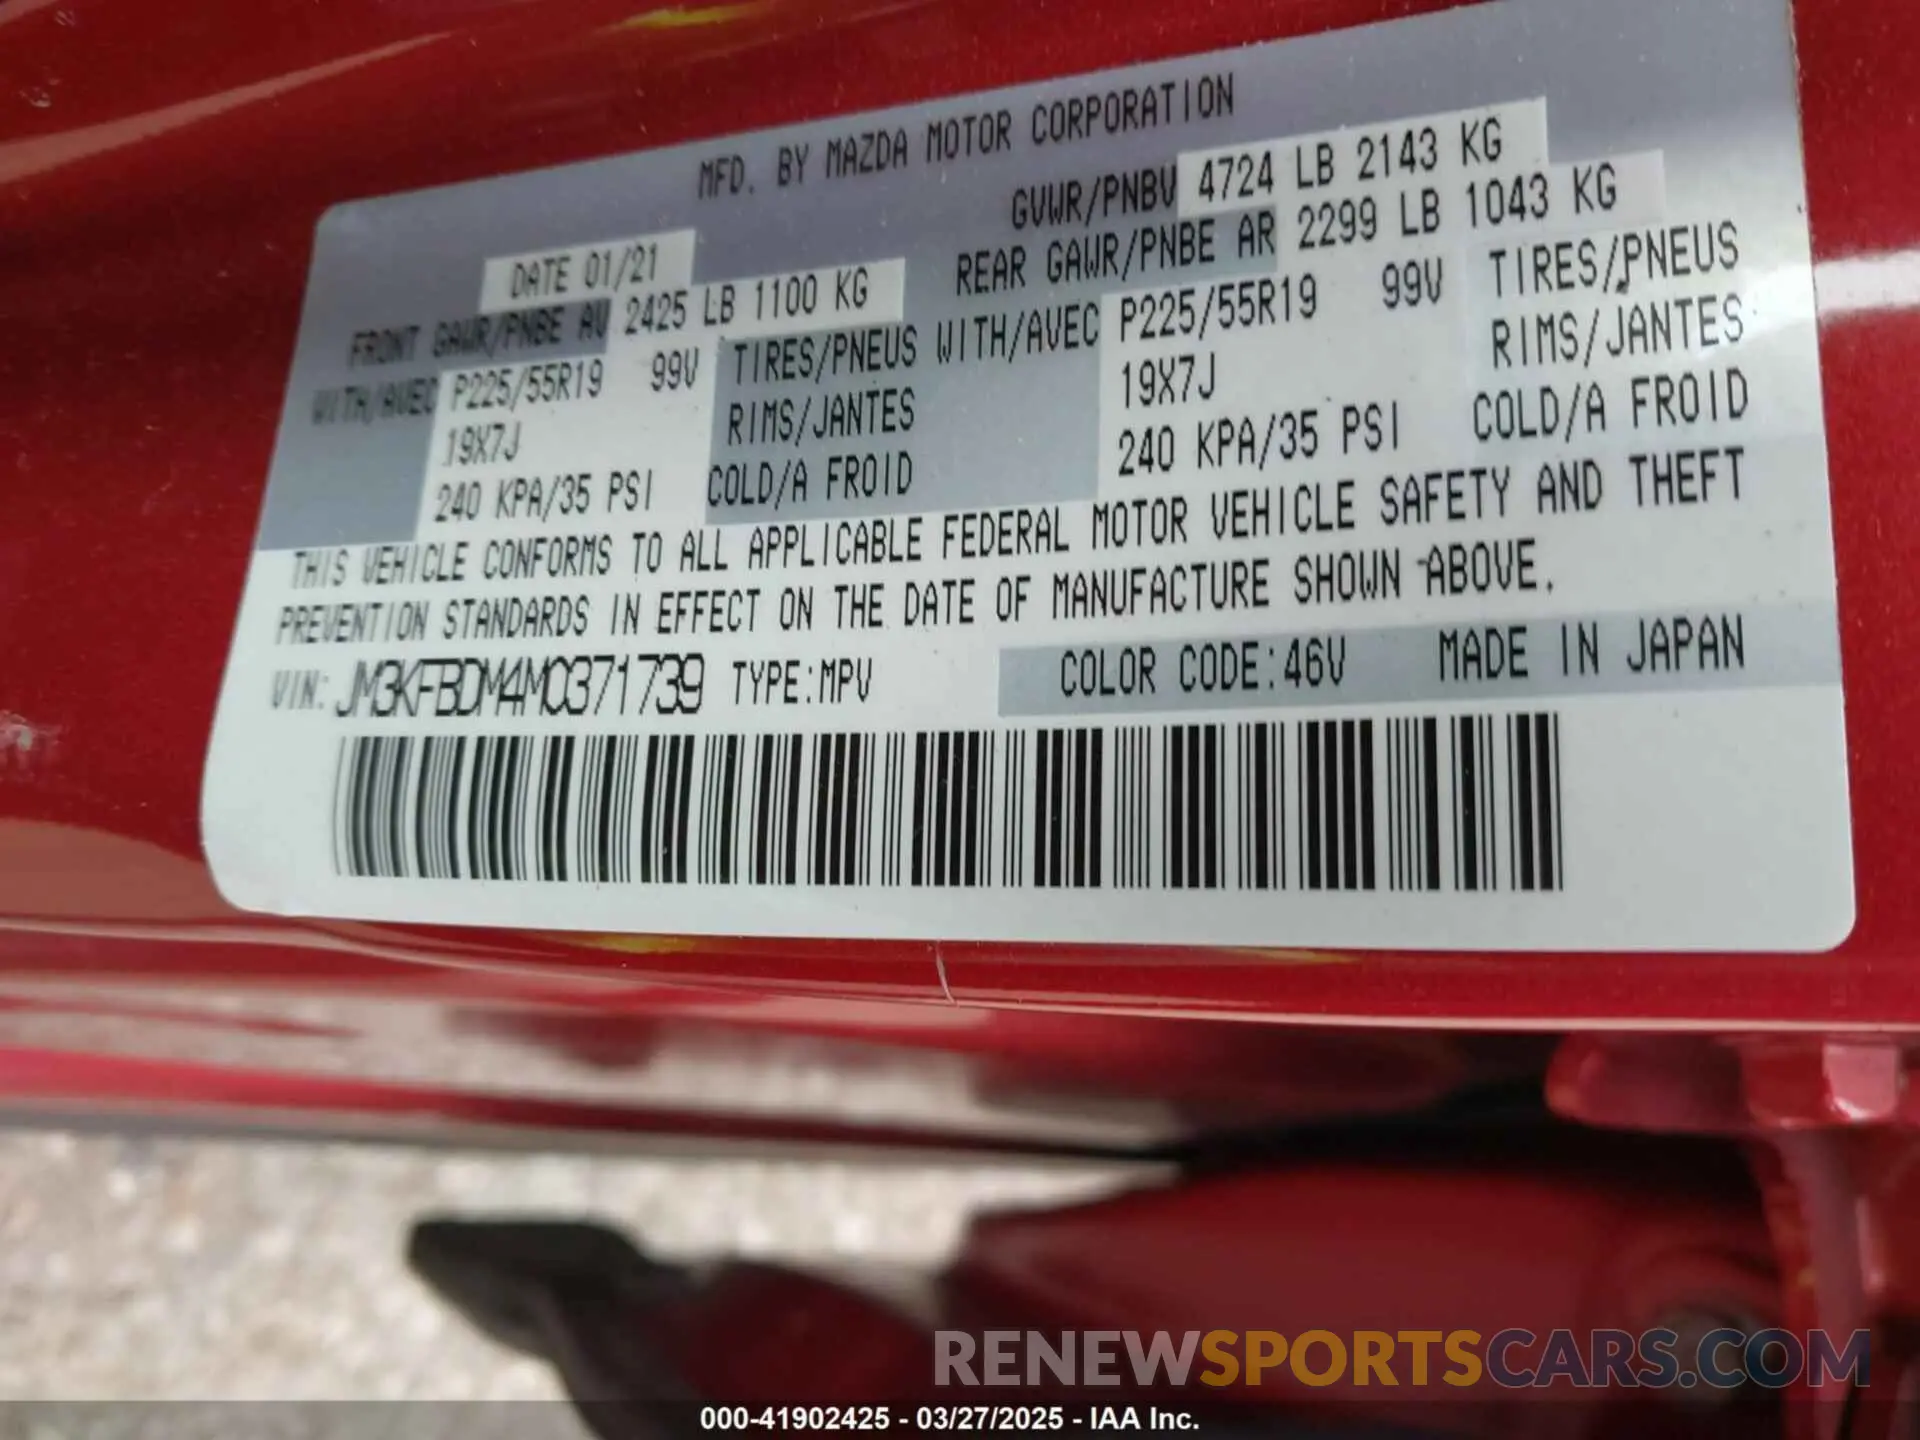 MFD. BY MAZDA MOTOR CORPORATION
DATE 01/21 GVWR/PNBV 4724 LB 2143 KG
FRONT GAWR/PNBE AV 2425 LB 1100 KG REAR GAWR/PNBE AR 2299 LB 1043 KG
WITH/AVEC P225/55R19 99V TIRES/PNEUS WITH/AVEC P225/55R19 99V TIRES/PNEUS
19X7J RIMS/JANTES 19X7J RIMS/JANTES
240 KPA/35 PSI COLD/A FROID 240 KPA/35 PSI COLD/A FROID
THIS VEHICLE CONFORMS TO ALL APPLICABLE FEDERAL MOTOR VEHICLE SAFETY AND THEFT
PREVENTION STANDARDS IN EFFECT ON THE DATE OF MANUFACTURE SHOWN ABOVE.
VIN: JM3KFBDM4M0371739 TYPE:MPV COLOR CODE:46V MADE IN JAPAN
RENEWSPORTSCARS.COM
000-41902425 - 03/27/2025 - IAA Inc.